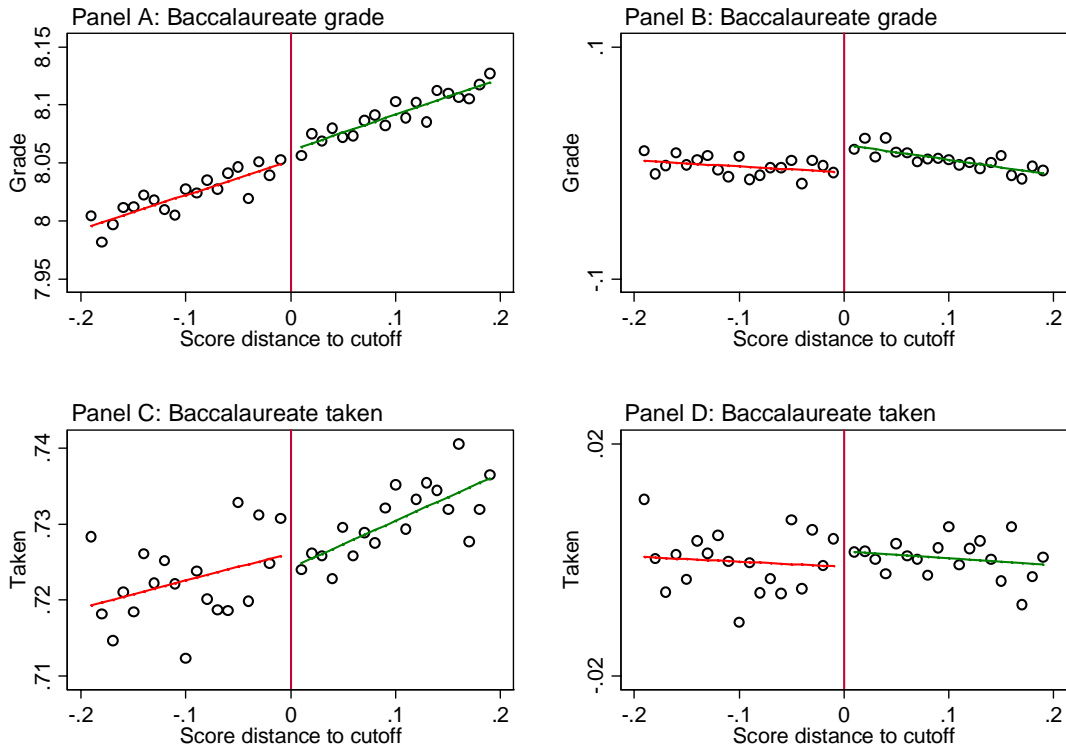 Panel A: Baccalaureate grade
Grade
8.15
8.1
8.05
8
7.95
-.2 -.1 0 .1 .2
Score distance to cutoff
Panel B: Baccalaureate grade
Grade
.1
-.1
-.2 -.1 0 .1 .2
Score distance to cutoff
Panel C: Baccalaureate taken
Taken
.74
.73
.72
.71
-.2 -.1 0 .1 .2
Score distance to cutoff
Panel D: Baccalaureate taken
Taken
.02
-.02
-.2 -.1 0 .1 .2
Score distance to cutoff